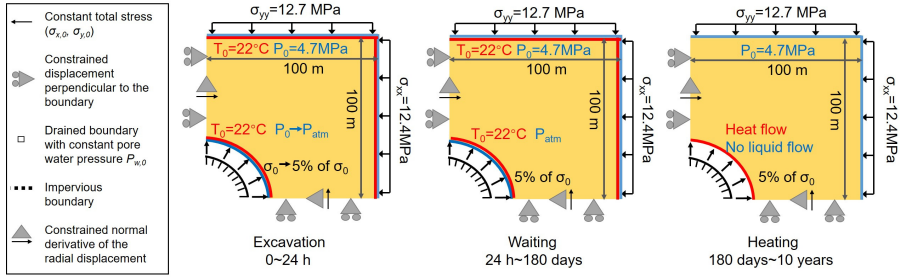 Constant total stress
(σx,0, σy,0)
Constrained
displacement
perpendicular to the
boundary
Drained boundary
with constant pore
water pressure Pw,0
Impervious
boundary
Constrained normal
derivative of the
radial displacement
σyy=12.7 MPa
T0=22°C P0=4.7MPa
100 m
100 m
σxx=12.4MPa
T0=22°C P0→Patm
σ0→5% of σ0
Excavation
0~24 h
σyy=12.7 MPa
T0=22°C P0=4.7MPa
100 m
100 m
σxx=12.4MPa
T0=22°C Patm
5% of σ0
Waiting
24 h~180 days
σyy=12.7 MPa
P0=4.7MPa
100 m
100 m
σxx=12.4MPa
Heat flow
No liquid flow
5% of σ0
Heating
180 days~10 years